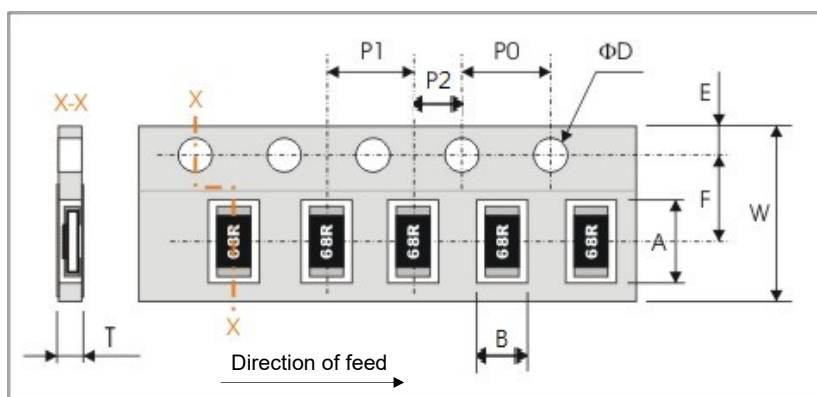 P1
P0
ΦD
P2
E
X-X
X
F
W
A
68R
68R
68R
68R
68R
X
B
T
Direction of feed